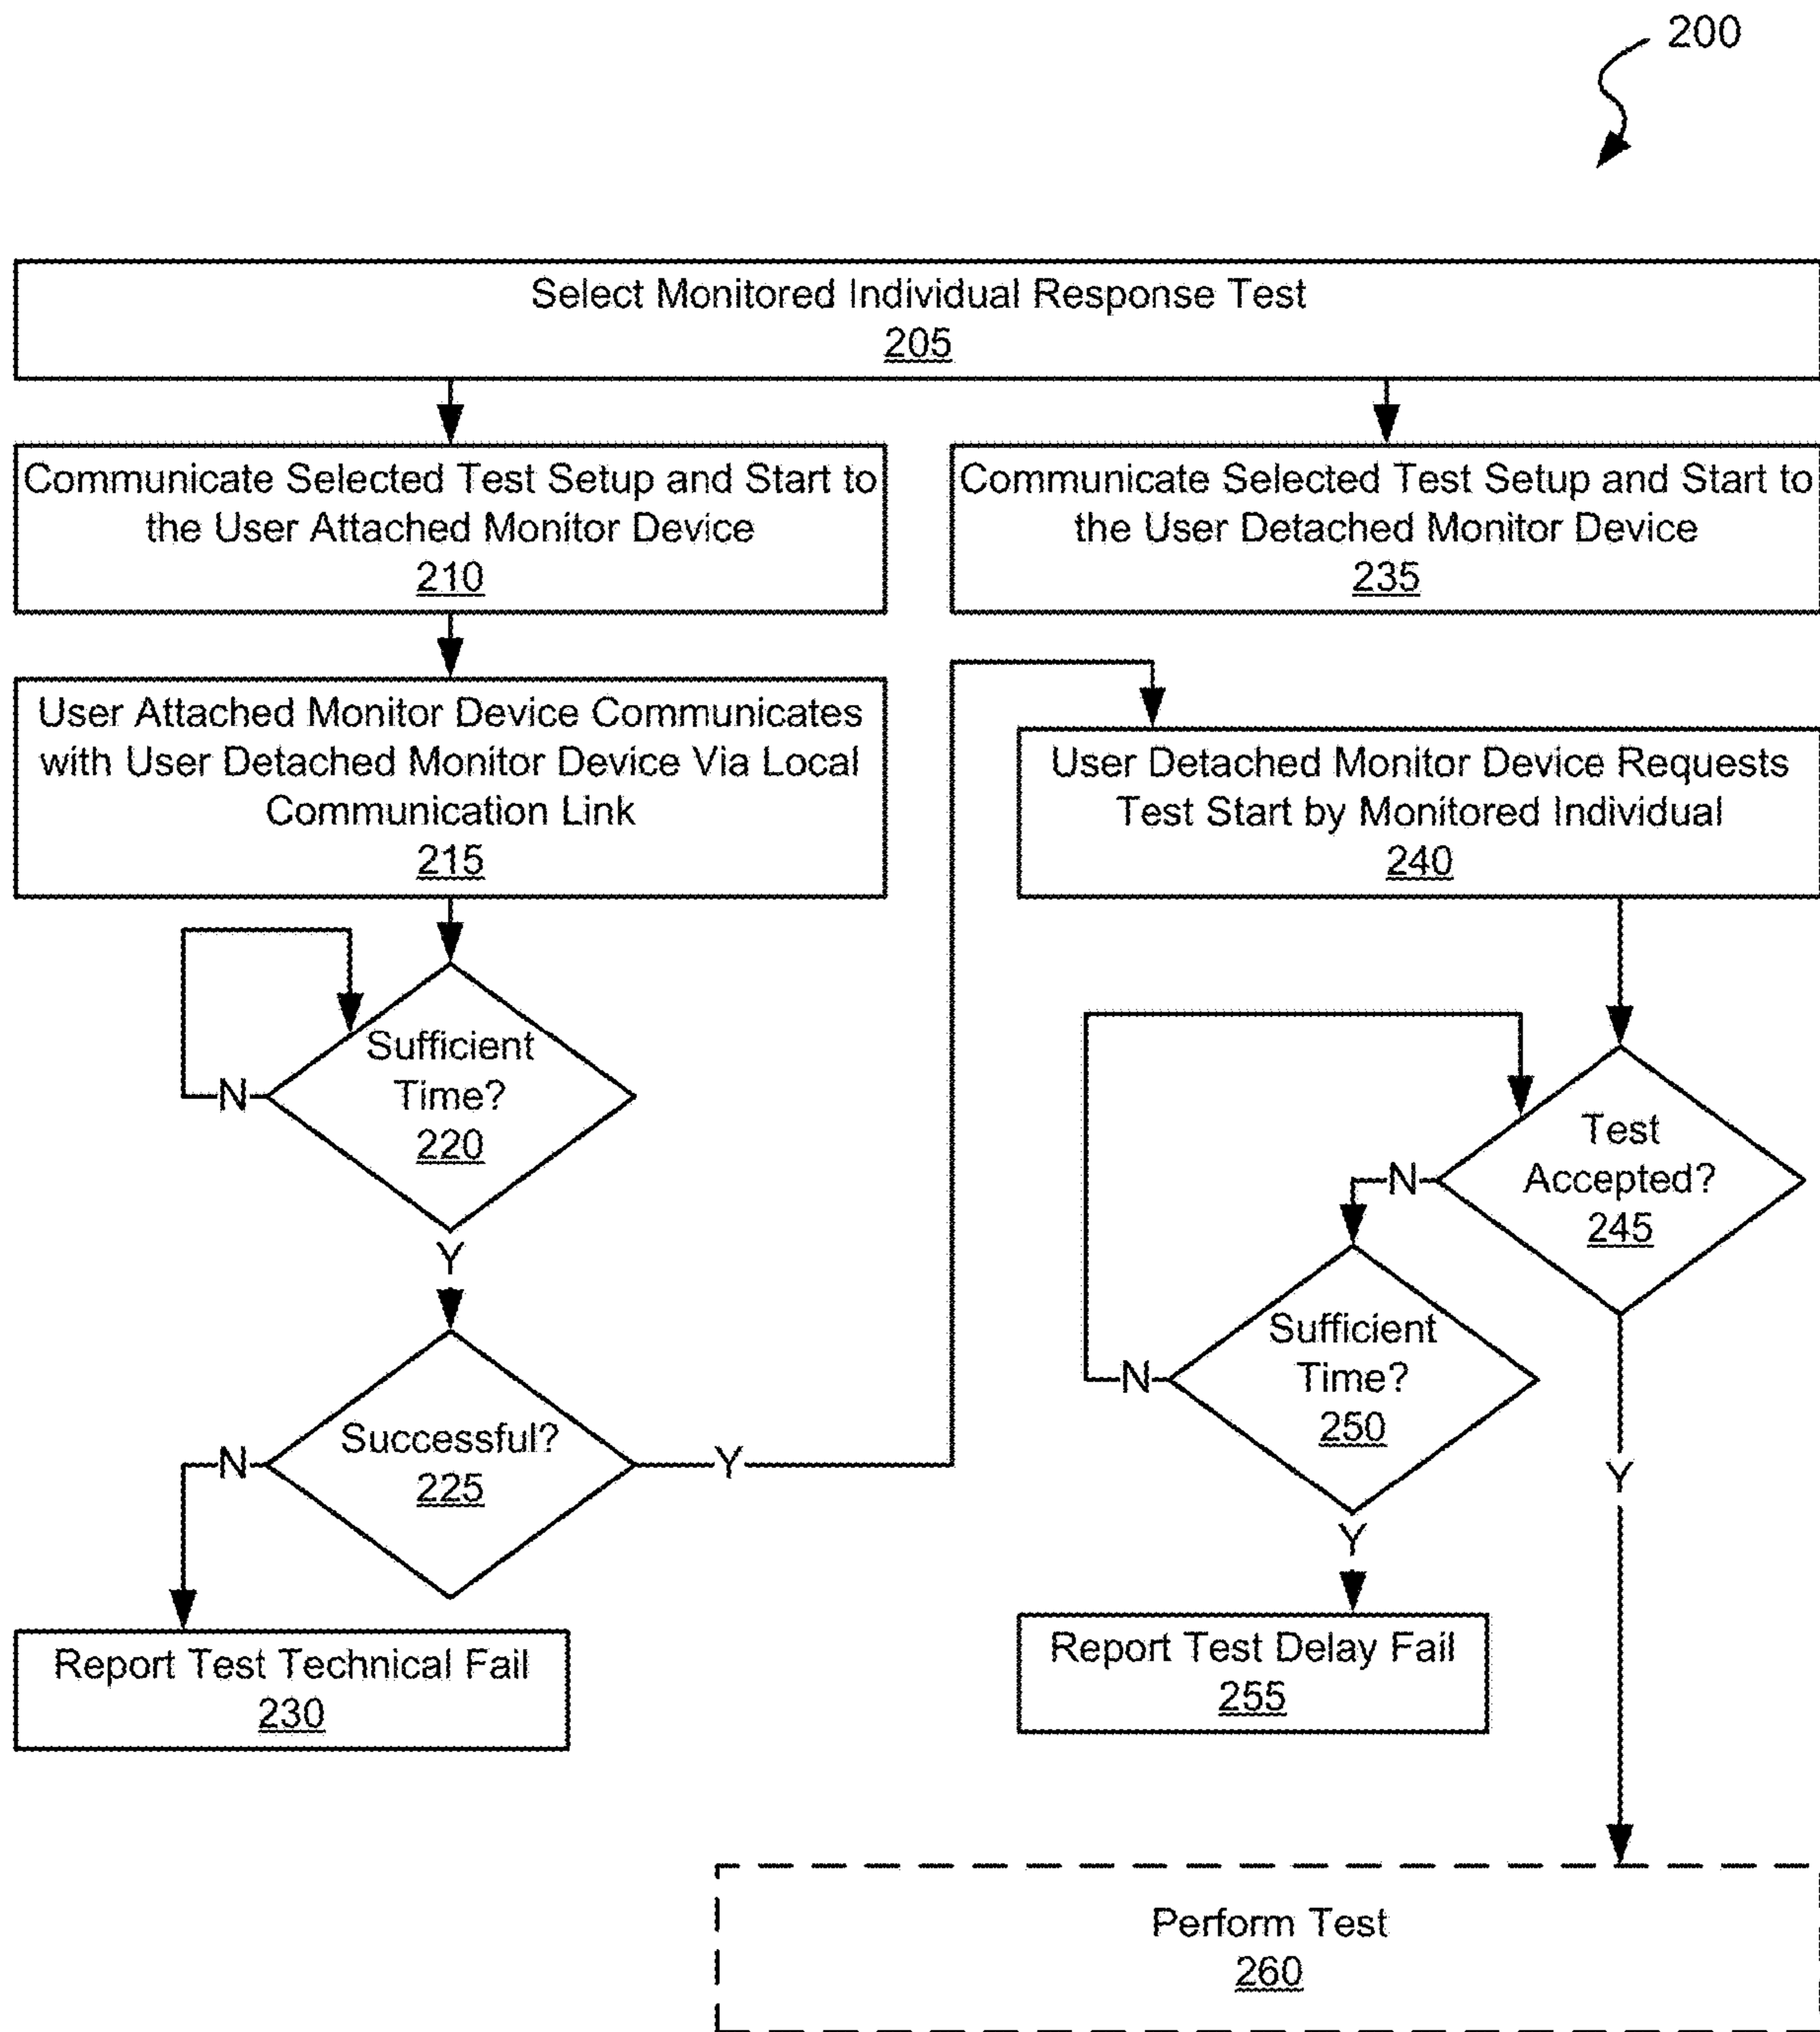 200
Select Monitored Individual Response Test
205
Communicate Selected Test Setup and Start to
the User Attached Monitor Device
210
Communicate Selected Test Setup and Start to
the User Detached Monitor Device
235
User Attached Monitor Device Communicates
with User Detached Monitor Device Via Local
Communication Link
215
User Detached Monitor Device Requests
Test Start by Monitored Individual
240
Sufficient
Time?
220
N
Y
Test
Accepted?
245
N
Y
Sufficient
Time?
250
N
Y
Successful?
225
N
Y
Report Test Technical Fail
230
Report Test Delay Fail
255
Perform Test
260